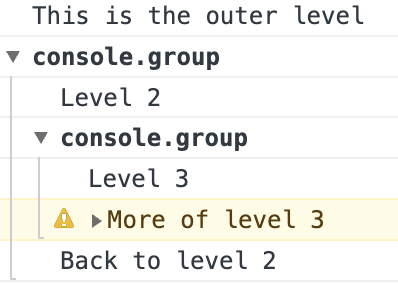 This is the outer level
console.group
Level 2
console.group
Level 3
More of level 3
Back to level 2